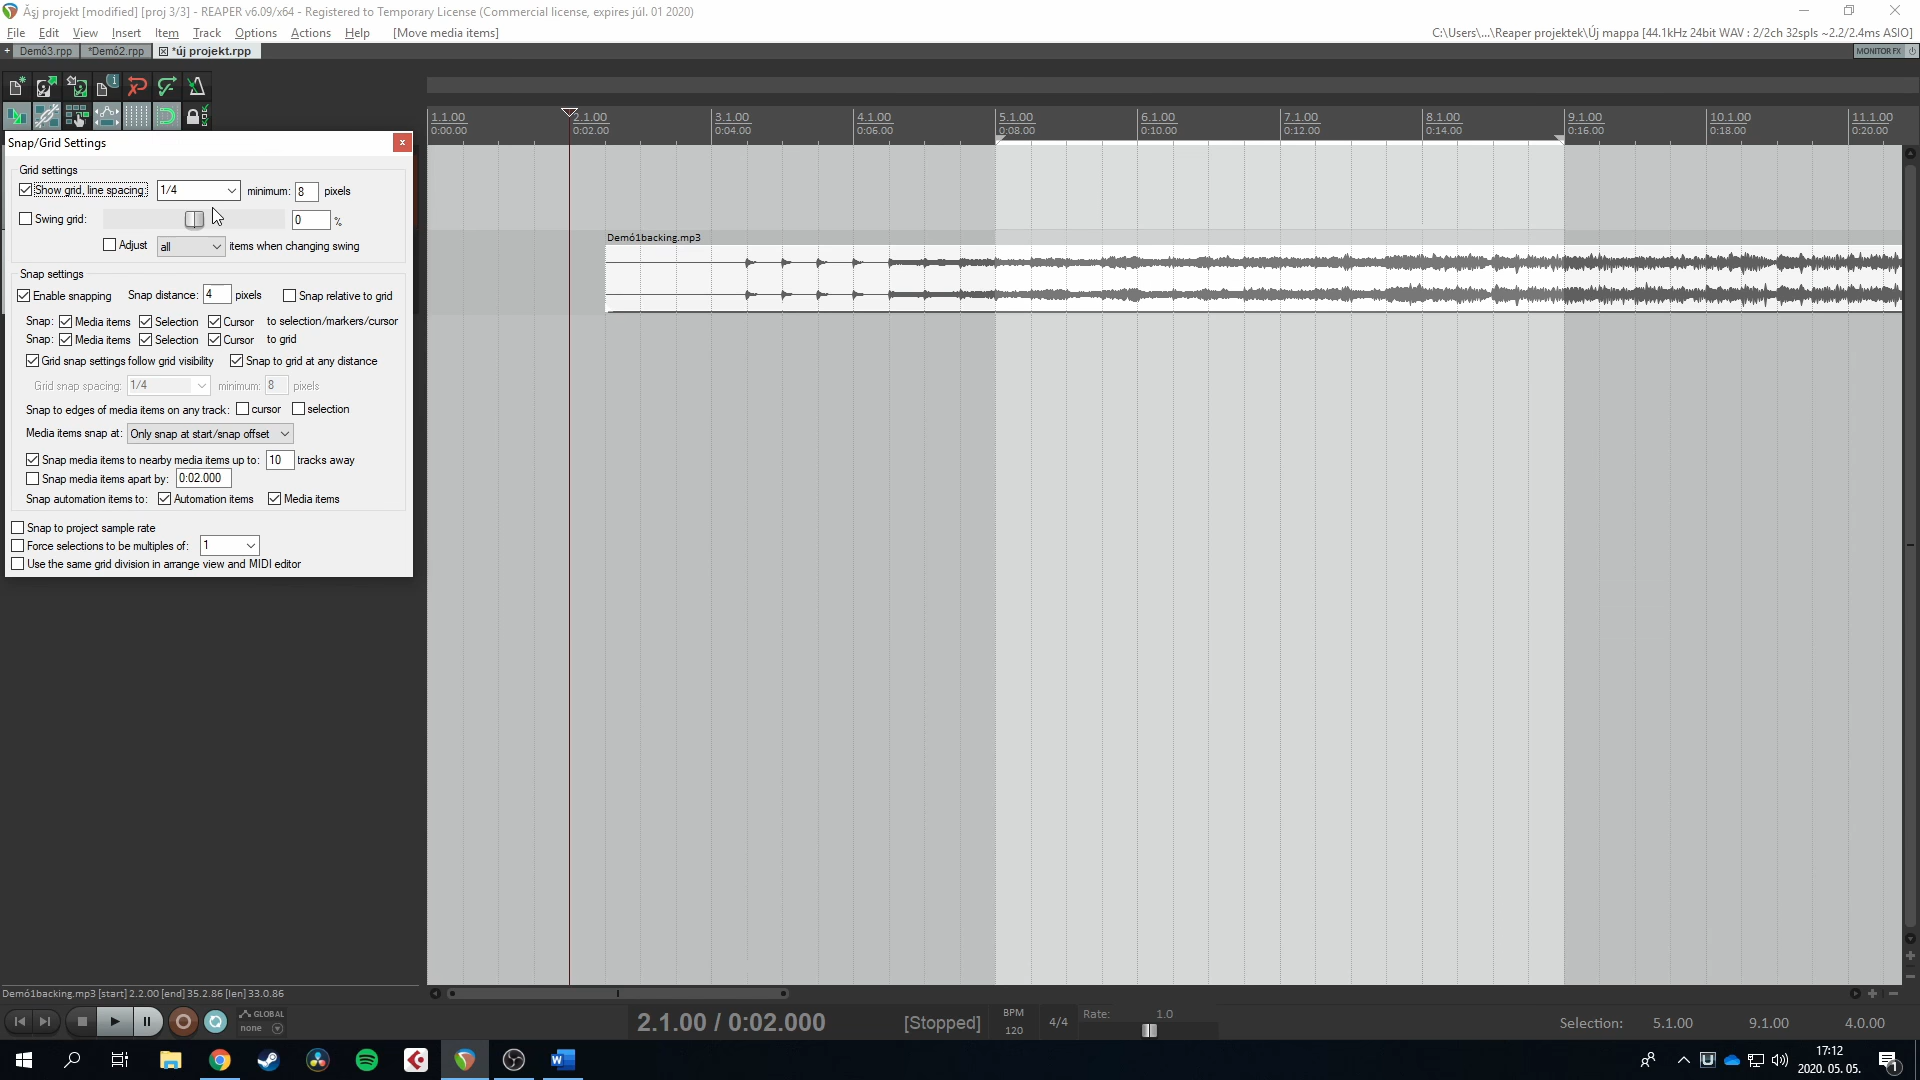 Ăşj projekt [modified] [proj 3/3] - REAPER v6.09/x64 - Registered to Temporary License (Commercial license, expires júl. 01 2020)
File Edit View Insert Item Track Options Actions Help [Move media items]
C:\Users\...\Reaper projektek\Új mappa [44.1kHz 24bit WAV : 2/2ch 32spls ~2.2/2.4ms ASIO]
+ Demó3.rpp *Demó2.rpp *új projekt.rpp
MONITOR FX
1.1.00 2.1.00 3.1.00 4.1.00 5.1.00 6.1.00 7.1.00 8.1.00 9.1.00 10.1.00 11.1.00
0:00.00 0:02.00 0:04.00 0:06.00 0:08.00 0:10.00 0:12.00 0:14.00 0:16.00 0:18.00 0:20.00
Snap/Grid Settings
Grid settings
Show grid, line spacing: 1/4 minimum: 8 pixels
Swing grid: 0 %
Adjust all items when changing swing
Snap settings
Enable snapping Snap distance: 4 pixels Snap relative to grid
Snap: Media items Selection Cursor to selection/markers/cursor
Snap: Media items Selection Cursor to grid
Grid snap settings follow grid visibility Snap to grid at any distance
Grid snap spacing: 1/4 minimum: 8 pixels
Snap to edges of media items on any track: cursor selection
Media items snap at: Only snap at start/snap offset
Snap media items to nearby media items up to: 10 tracks away
Snap media items apart by: 0:02.000
Snap automation items to: Automation items Media items
Snap to project sample rate
Force selections to be multiples of: 1
Use the same grid division in arrange view and MIDI editor
Demó1backing.mp3
Demó1backing.mp3 [start] 2.2.00 [end] 35.2.86 [len] 33.0.86
GLOBAL
none
2.1.00 / 0:02.000
[Stopped]
BPM
120
4/4
Rate: 1.0
Selection: 5.1.00 9.1.00 4.0.00
17:12
2020. 05. 05.
1